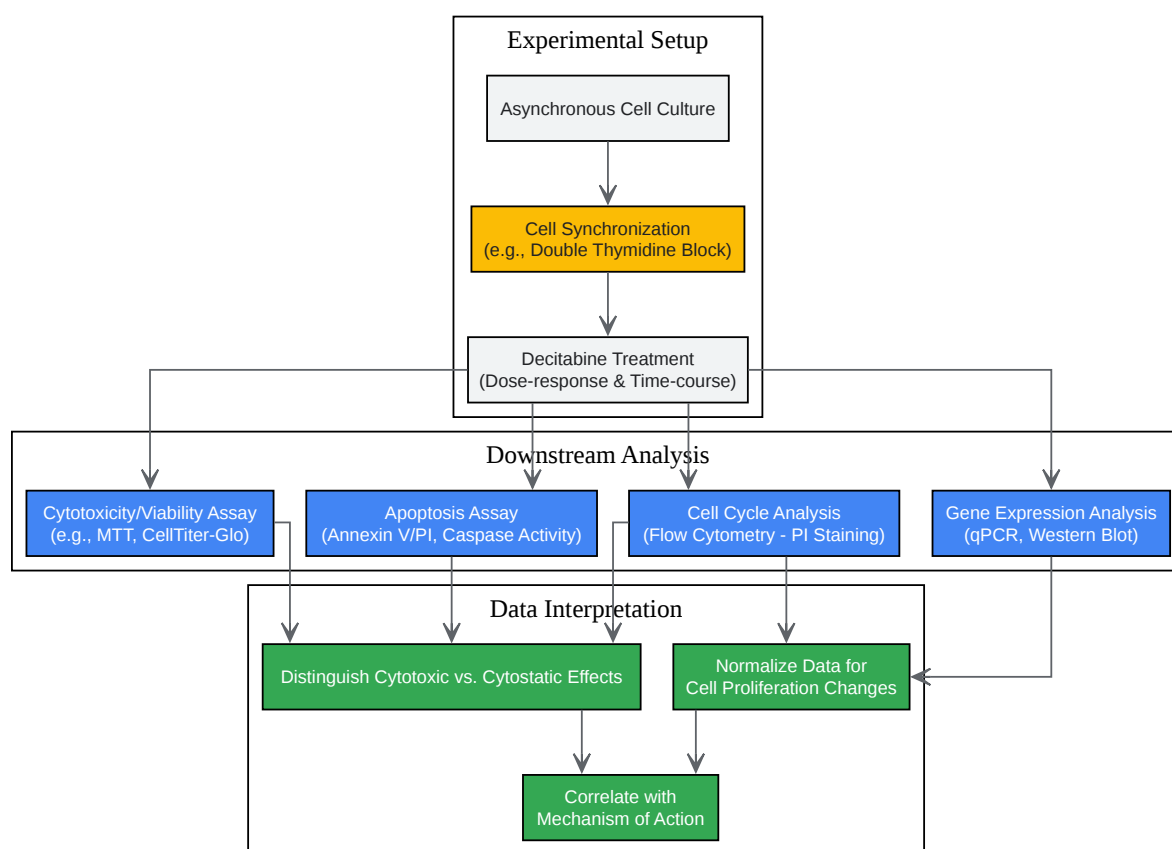 Experimental Setup
Asynchronous Cell Culture
Cell Synchronization
(e.g., Double Thymidine Block)
Decitabine Treatment
(Dose-response & Time-course)
Downstream Analysis
Cytotoxicity/Viability Assay
(e.g., MTT, CellTiter-Glo)
Apoptosis Assay
(Annexin V/PI, Caspase Activity)
Cell Cycle Analysis
(Flow Cytometry - PI Staining)
Gene Expression Analysis
(qPCR, Western Blot)
Data Interpretation
Distinguish Cytotoxic vs. Cytostatic Effects
Normalize Data for
Cell Proliferation Changes
Correlate with
Mechanism of Action